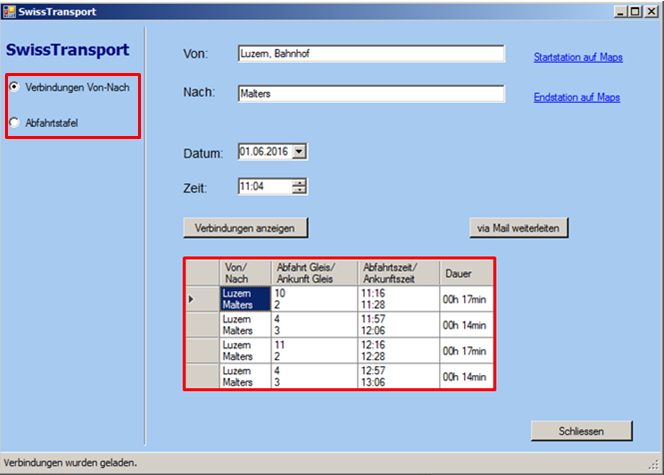 SwissTransport
SwissTransport
Verbindungen Von-Nach
Abfahrtstafel
Von: Luzern, Bahnhof Startstation auf Maps
Nach: Malters Endstation auf Maps
Datum: 01.06.2016
Zeit: 11:04
Verbindungen anzeigen via Mail weiterleiten
Von/ Abfahrt Gleis/ Abfahrtszeit/ Dauer
Nach Ankunft Gleis Ankunftszeit
Luzern 10 11:16 00h 17min
Malters 2 11:28
Luzern 4 11:57 00h 14min
Malters 3 12:06
Luzern 11 12:16 00h 17min
Malters 2 12:28
Luzern 4 12:57 00h 14min
Malters 3 13:06
Schliessen
Verbindungen wurden geladen.